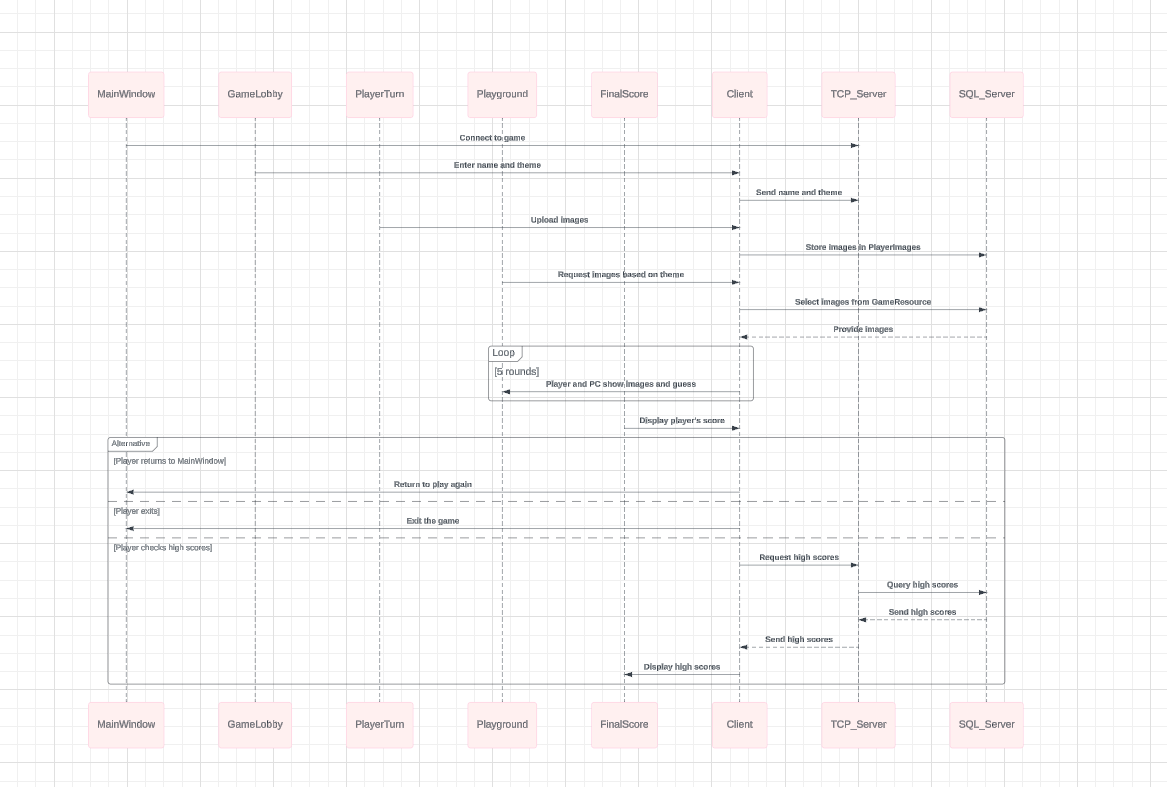 MainWindow GameLobby PlayerTurn Playground FinalScore Client TCP_Server SQL_Server
Connect to game
Enter name and theme
Send name and theme
Upload images
Store images in PlayerImages
Request images based on theme
Select images from GameResource
Provide images
Loop
[5 rounds]
Player and PC show images and guess
Display player's score
Alternative
[Player returns to MainWindow]
Return to play again
[Player exits]
Exit the game
[Player checks high scores]
Request high scores
Query high scores
Send high scores
Send high scores
Display high scores
MainWindow GameLobby PlayerTurn Playground FinalScore Client TCP_Server SQL_Server